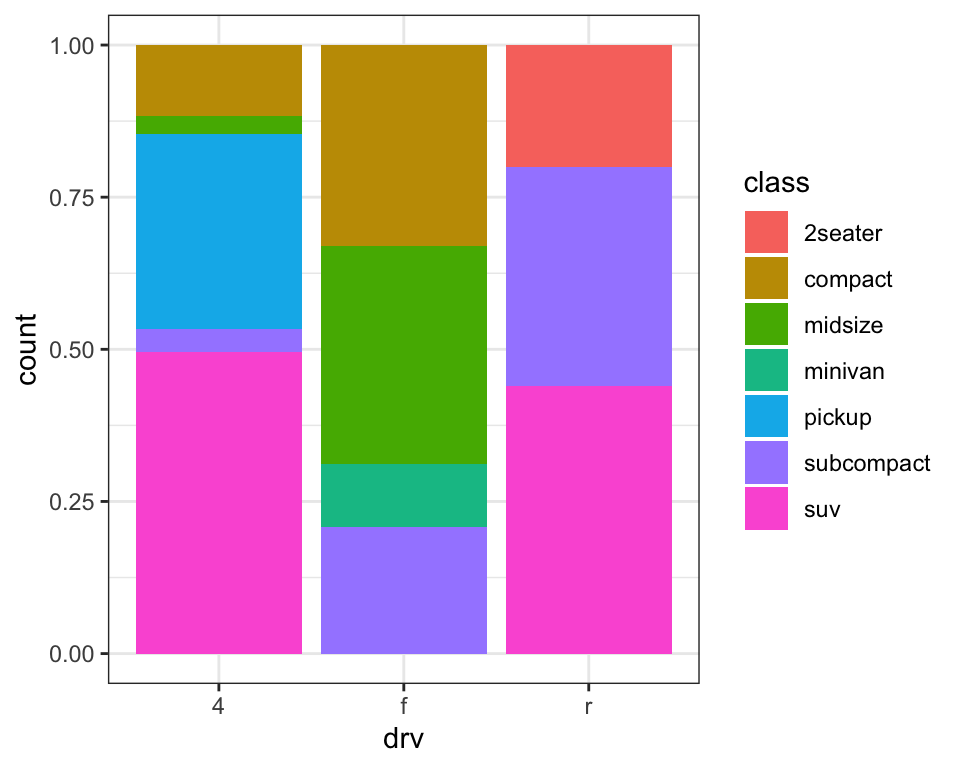 1.00
0.75
0.50
0.25
0.00
count
4
f
r
drv
class
2seater
compact
midsize
minivan
pickup
subcompact
suv